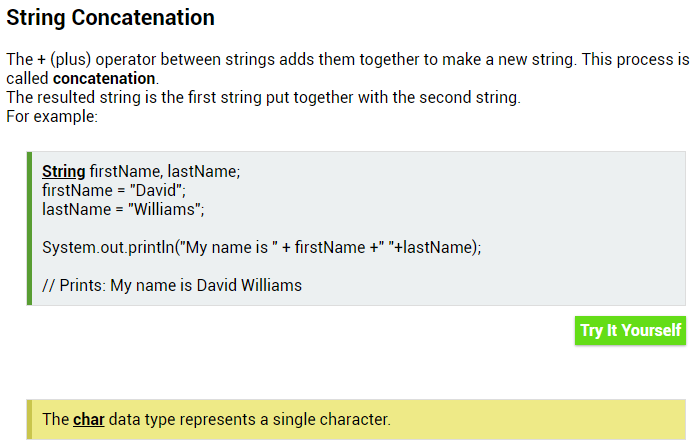 String Concatenation
The + (plus) operator between strings adds them together to make a new string. This process is
called concatenation.
The resulted string is the first string put together with the second string.
For example:
String firstName, lastName;
firstName = "David";
lastName = "Williams";
System.out.println("My name is " + firstName +" "+lastName);
// Prints: My name is David Williams
Try It Yourself
The char data type represents a single character.